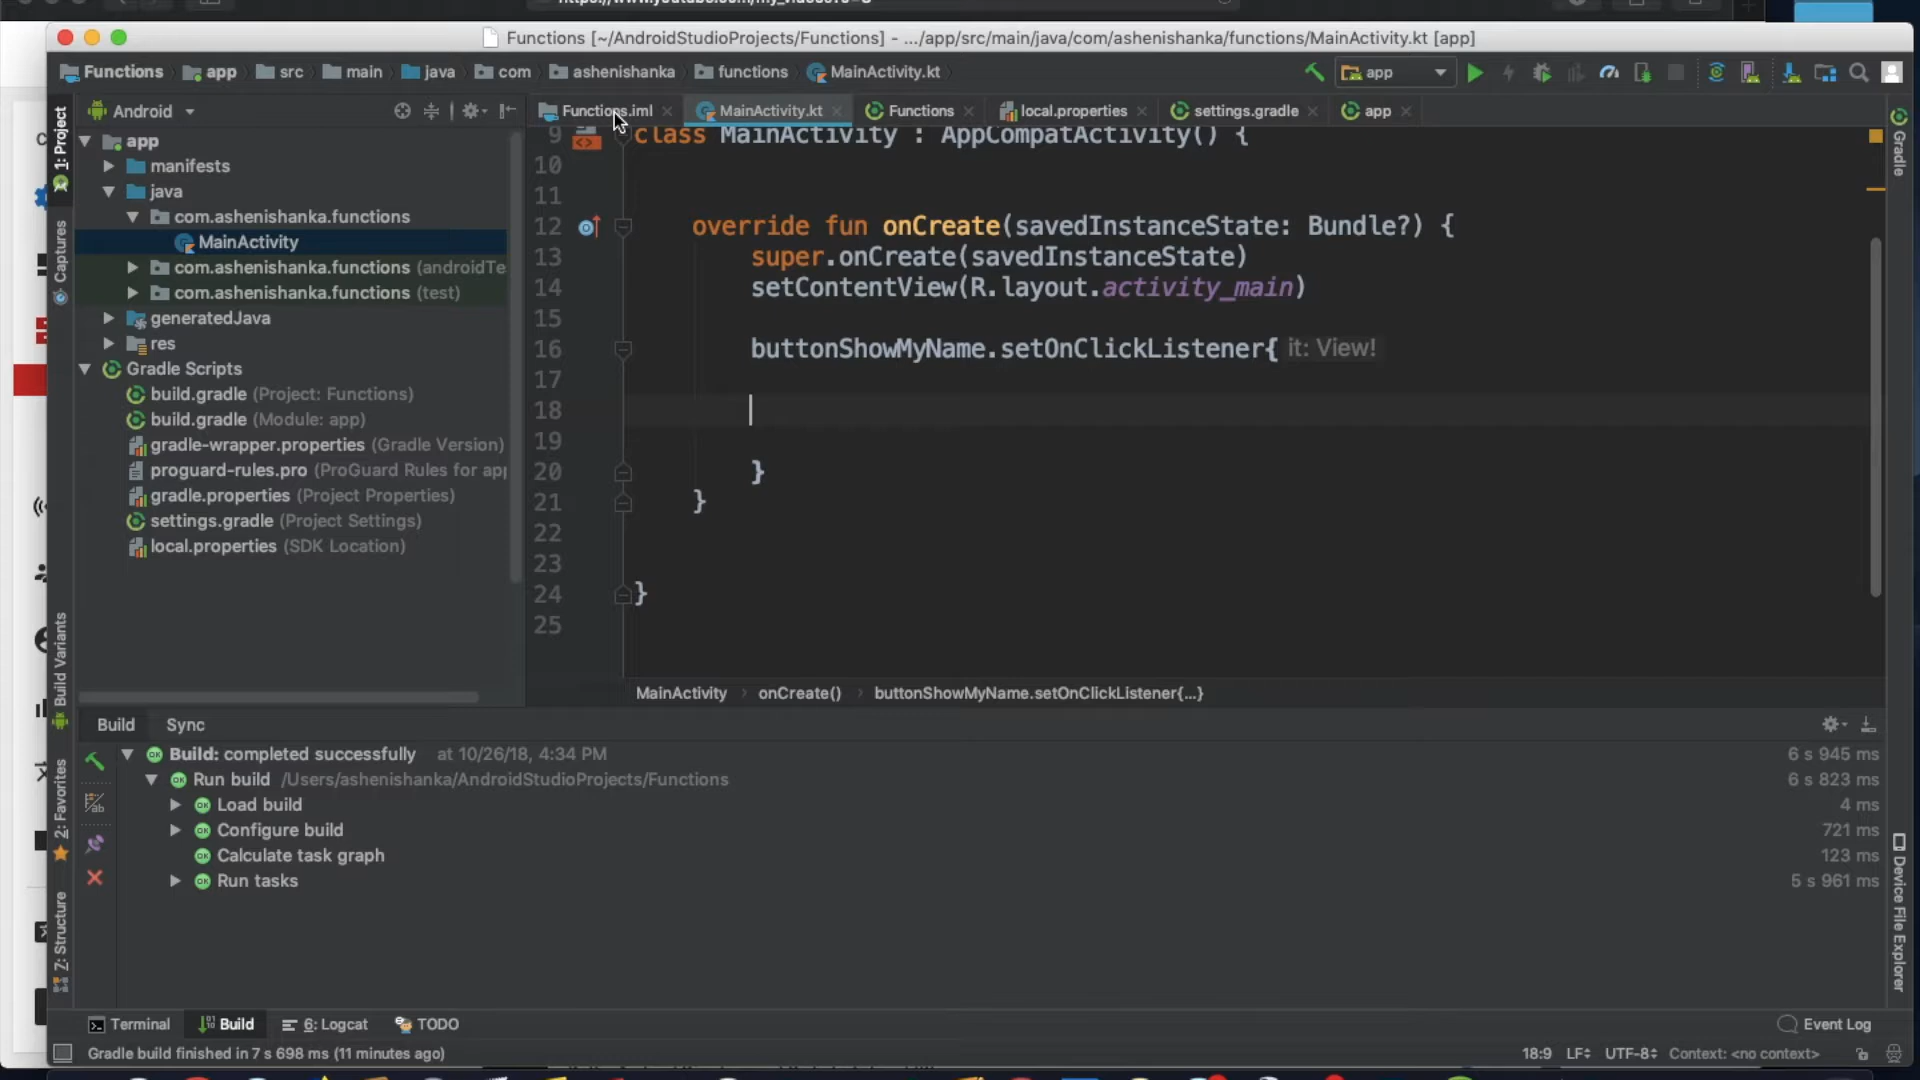 Functions [~/AndroidStudioProjects/Functions] - .../app/src/main/java/com/ashenishanka/functions/MainActivity.kt [app]
Functions app src main java com ashenishanka functions MainActivity.kt app
Android
Functions.iml MainActivity.kt Functions local.properties settings.gradle app
1: Project
Captures
Build Variants
2: Favorites
Z: Structure
Gradle
Device File Explorer
app
manifests
java
com.ashenishanka.functions
MainActivity
com.ashenishanka.functions (androidTe
com.ashenishanka.functions (test)
generatedJava
res
Gradle Scripts
build.gradle (Project: Functions)
build.gradle (Module: app)
gradle-wrapper.properties (Gradle Version)
proguard-rules.pro (ProGuard Rules for app
gradle.properties (Project Properties)
settings.gradle (Project Settings)
local.properties (SDK Location)
9 class MainActivity : AppCompatActivity() {
10
11
12 override fun onCreate(savedInstanceState: Bundle?) {
13 super.onCreate(savedInstanceState)
14 setContentView(R.layout.activity_main)
15
16 buttonShowMyName.setOnClickListener{ it: View!
17
18
19
20 }
21 }
22
23
24 }
25
MainActivity onCreate() buttonShowMyName.setOnClickListener{...}
Build Sync
Build: completed successfully at 10/26/18, 4:34 PM 6 s 945 ms
Run build /Users/ashenishanka/AndroidStudioProjects/Functions 6 s 823 ms
Load build 4 ms
Configure build 721 ms
Calculate task graph 123 ms
Run tasks 5 s 961 ms
Terminal Build 6: Logcat TODO Event Log
Gradle build finished in 7 s 698 ms (11 minutes ago) 18:9 LF UTF-8 Context: <no context>